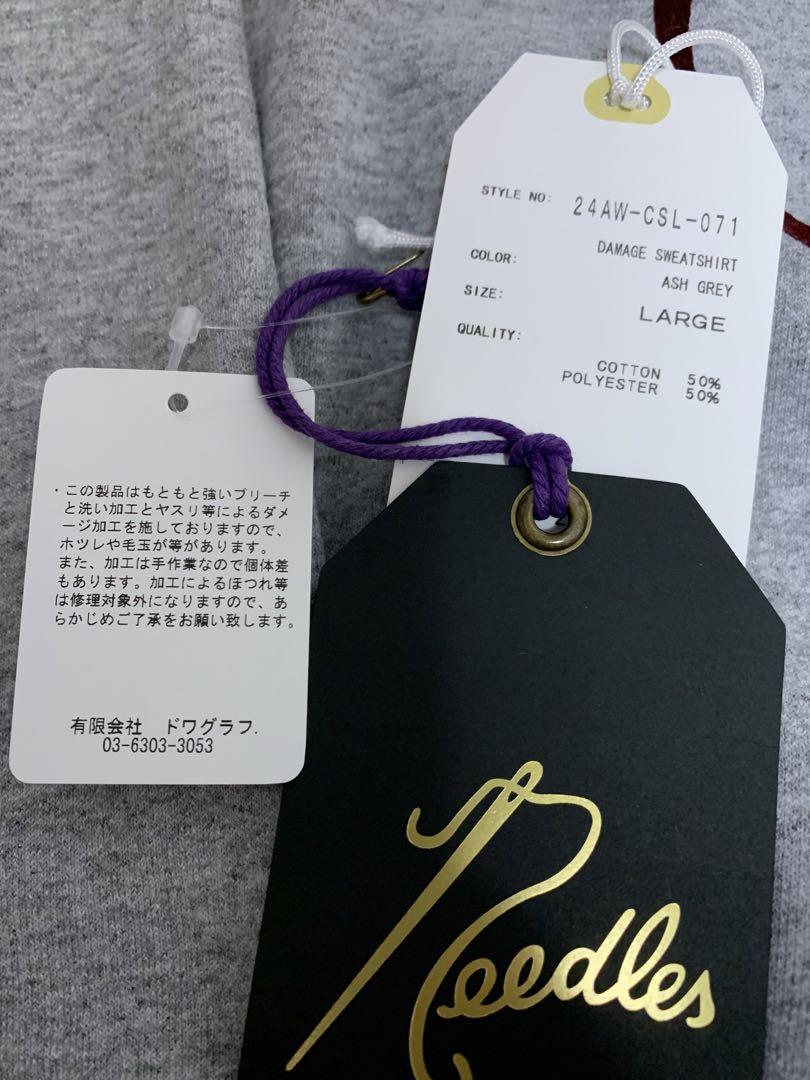 STYLE NO: 24AW-CSL-071
DAMAGE SWEATSHIRT
COLOR: ASH GREY
SIZE: LARGE
QUALITY:
COTTON 50%
POLYESTER 50%
・この製品はもともと強いブリーチ
と洗い加工とヤスリ等によるダメ
ージ加工を施しておりますので、
ホツレや毛玉が等があります。
また、加工は手作業なので個体差
もあります。加工によるほつれ等
は修理対象外になりますので、あ
らかじめご了承をお願い致します。
有限会社 ドワグラフ.
03-6303-3053
Needles